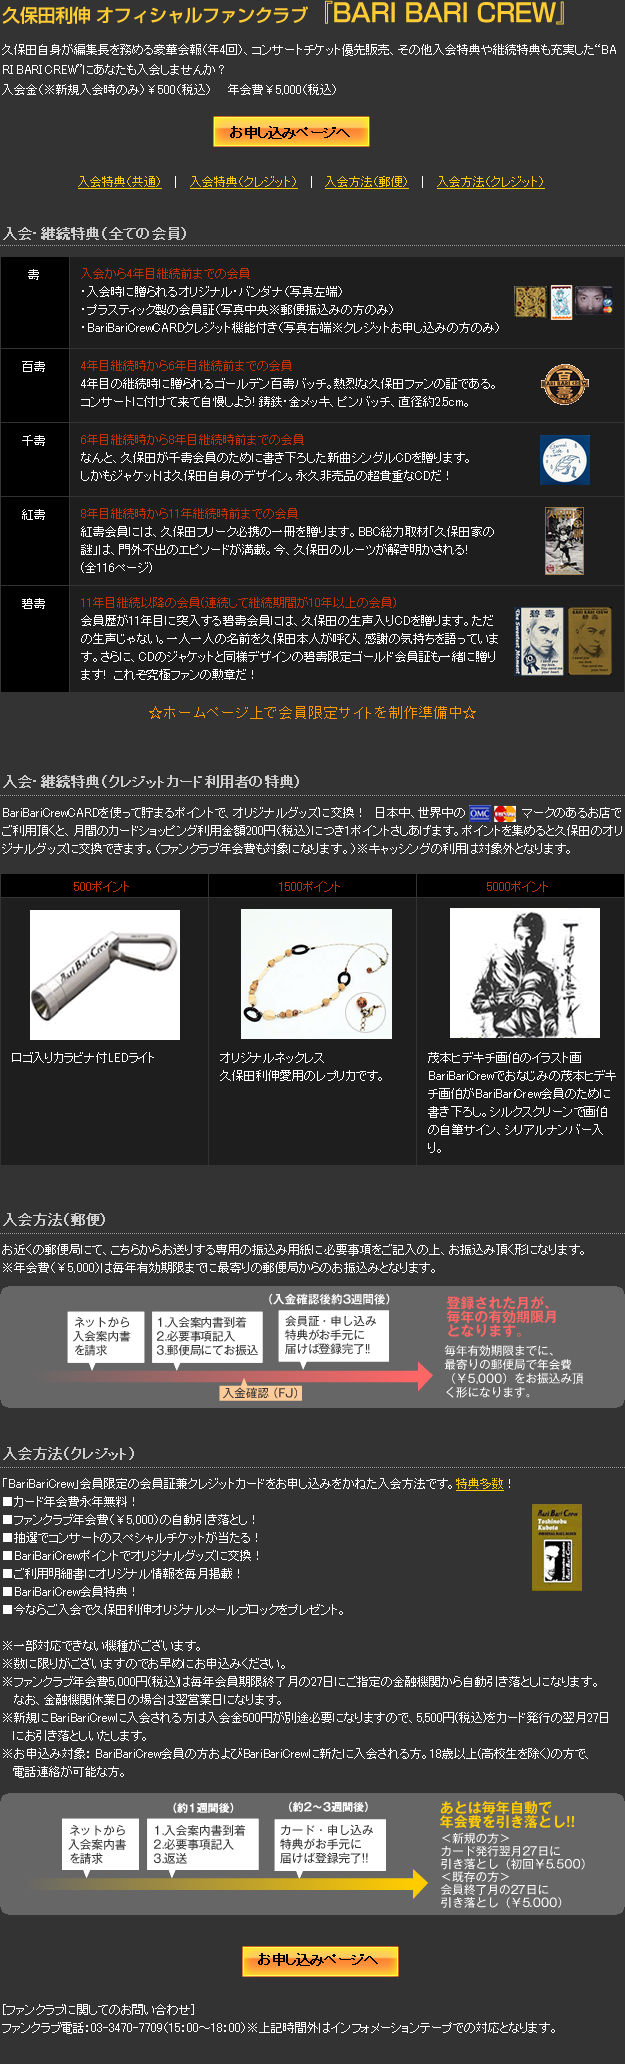 久保田利伸 オフィシャルファンクラブ 『BARI BARI CREW』
久保田自身が編集長を務める愛華会報(年4回)、コンサートチケット優先販売、その他入会特典や継続特典も充実した“BA
RI BARI CREW”にあなたも入会しませんか？
入会金(※新規入会時のみ)￥500(税込)　年会費￥5,000(税込)
お申し込みページへ
入会特典(共通) | 入会特典(クレジット) | 入会方法(郵便) | 入会方法(クレジット)
入会・継続特典(全ての会員)
壽
入会から4年目継続前までの会員
・入会時に贈られるオリジナル・バンダナ(写真左端)
・プラスティック製の会員証(写真中央※郵便振込みの方のみ)
・BariBariCrewCARDクレジット機能付き(写真右端※クレジットお申し込みの方のみ)
百壽
4年目継続時から6年目継続前までの会員
4年目の継続時に贈られるゴールデン百壽バッチ。熱烈な久保田ファンの証である。
コンサートに付けて来て自慢しよう! 鋳鉄・金メッキ、ピンバッチ、直径約2.5cm。
千壽
6年目継続時から8年目継続時前までの会員
なんと、久保田が千壽会員のために書き下ろした新曲シングルCDを贈ります。
しかもジャケットは久保田自身のデザイン。永久非売品の超貴重なCDだ！
紅壽
8年目継続時から11年継続時前までの会員
紅壽会員には、久保田フリーク必携の一冊を贈ります。BBC総力取材「久保田家の
謎」は、門外不出のエピソードが満載。今、久保田のルーツが解き明かされる!
(全116ページ)
碧壽
11年目継続以降の会員(連続して継続期間が10年以上の会員)
会員歴が11年目に突入する碧壽会員には、久保田の生声入りCDを贈ります。ただ
の生声じゃない。一人一人の名前を久保田本人が呼び、感謝の気持ちを語っていま
す。さらに、CDのジャケットと同様デザインの碧壽限定ゴールド会員証も一緒に贈り
ます! これぞ究極ファンの勲章だ！
☆ホームページ上で会員限定サイトを制作準備中☆
入会・継続特典(クレジットカード利用者の特典)
BariBariCrewCARDを使って貯まるポイントで、オリジナルグッズに交換！ 日本中、世界中の OMC MasterCard マークのあるお店で
ご利用頂くと、月間のカードショッピング利用金額200円(税込)につき1ポイントさしあげます。ポイントを集めると久保田のオリ
ジナルグッズに交換できます。(ファンクラブ年会費も対象になります。)※キャッシングの利用は対象外となります。
500ポイント
1500ポイント
5000ポイント
Bari Bari Crew
ロゴ入りカラビナ付LEDライト
オリジナルネックレス
久保田利伸愛用のレプリカです。
茂本ヒデキチ画伯のイラスト画
BariBariCrewでおなじみの茂本ヒデキ
チ画伯がBariBariCrew会員のために
書き下ろし。シルクスクリーンで画伯
の自筆サイン、シリアルナンバー入
り。
入会方法(郵便)
お近くの郵便局にて、こちらからお送りする専用の振込み用紙に必要事項をご記入の上、お振込み頂く形になります。
※年会費(￥5,000)は毎年有効期限までに最寄りの郵便局からのお振込みとなります。
(入金確認後約3週間後)
ネットから
入会案内書
を請求
1.入会案内書到着
2.必要事項記入
3.郵便局にてお振込
会員証・申し込み
特典がお手元に
届けば登録完了!!
入金確認（FJ）
登録された月が、
毎年の有効期限月
となります。
毎年有効期限までに、
最寄りの郵便局で年会費
（￥5,000）をお振込み頂
く形になります。
入会方法(クレジット)
「BariBariCrew」会員限定の会員証兼クレジットカードをお申し込みをかねた入会方法です。特典多数！
■カード年会費永年無料！
■ファンクラブ年会費(￥5,000)の自動引き落とし！
■抽選でコンサートのスペシャルチケットが当たる！
■BariBariCrewポイントでオリジナルグッズに交換！
■ご利用明細書にオリジナル情報を毎月掲載！
■BariBariCrew会員特典！
■今ならご入会で久保田利伸オリジナルメールブロックをプレゼント。
Bari Bari Crew
Toshinobu
Kubota
※一部対応できない機種がございます。
※数に限りがございますのでお早めにお申込みください。
※ファンクラブ年会費5,000円(税込)は毎年会員期限終了月の27日にご指定の金融機関から自動引き落としになります。
なお、金融機関休業日の場合は翌営業日になります。
※新規にBariBariCrewに入会される方は入会金500円が別途必要になりますので、5,500円(税込)をカード発行の翌月27日
にお引き落としいたします。
※お申込み対象： BariBariCrew会員の方およびBariBariCrewに新たに入会される方。18歳以上(高校生を除く)の方で、
電話連絡が可能な方。
(約1週間後)
(約2～3週間後)
ネットから
入会案内書
を請求
1.入会案内書到着
2.必要事項記入
3.返送
カード・申し込み
特典がお手元に
届けば登録完了!!
あとは毎年自動で
年会費を引き落とし!!
＜新規の方＞
カード発行翌月27日に
引き落とし（初回￥5.500）
＜既存の方＞
会員終了月の27日に
引き落とし（￥5.000）
お申し込みページへ
[ファンクラブに関してのお問い合わせ]
ファンクラブ電話：03-3470-7709(15：00～18：00)※上記時間外はインフォメーションテープでの対応となります。